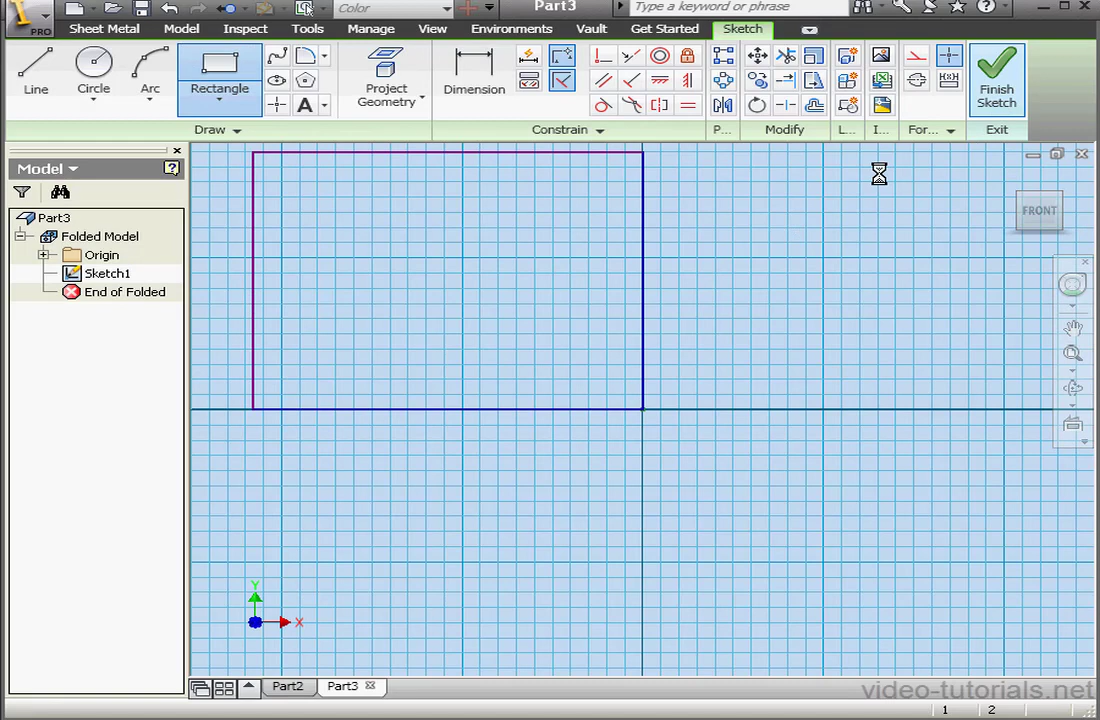 PRO
Color
Part3
Type a keyword or phrase
Sheet Metal Model Inspect Tools Manage View Environments Vault Get Started Sketch
Line
Circle
Arc
Rectangle
A
Project
Geometry
Dimension
Finish
Sketch
Draw
Constrain
P...
Modify
L...
I...
For...
Exit
Model
Part3
Folded Model
Origin
Sketch1
End of Folded
FRONT
Y
X
Part2
Part3
video-tutorials.net
1 2